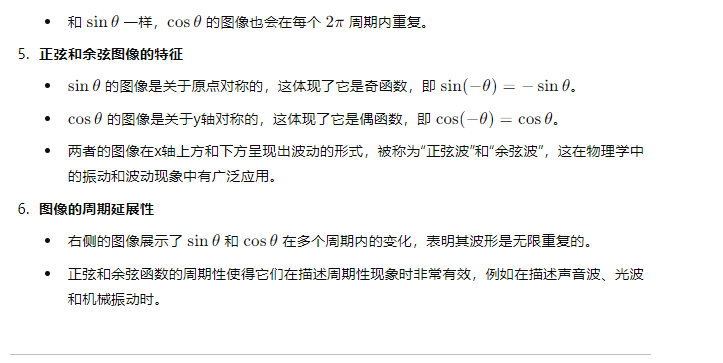 • 和 sin θ 一样，cos θ 的图像也会在每个 2π 周期内重复。
5. 正弦和余弦图像的特征
• sin θ 的图像是关于原点对称的，这体现了它是奇函数，即 sin(−θ) = − sin θ。
• cos θ 的图像是关于y轴对称的，这体现了它是偶函数，即 cos(−θ) = cos θ。
• 两者的图像在x轴上方和下方呈现出波动的形式，被称为“正弦波”和“余弦波”，这在物理学中
的振动和波动现象中有广泛应用。
6. 图像的周期延展性
• 右侧的图像展示了 sin θ 和 cos θ 在多个周期内的变化，表明其波形是无限重复的。
• 正弦和余弦函数的周期性使得它们在描述周期性现象时非常有效，例如在描述声音波、光波
和机械振动时。